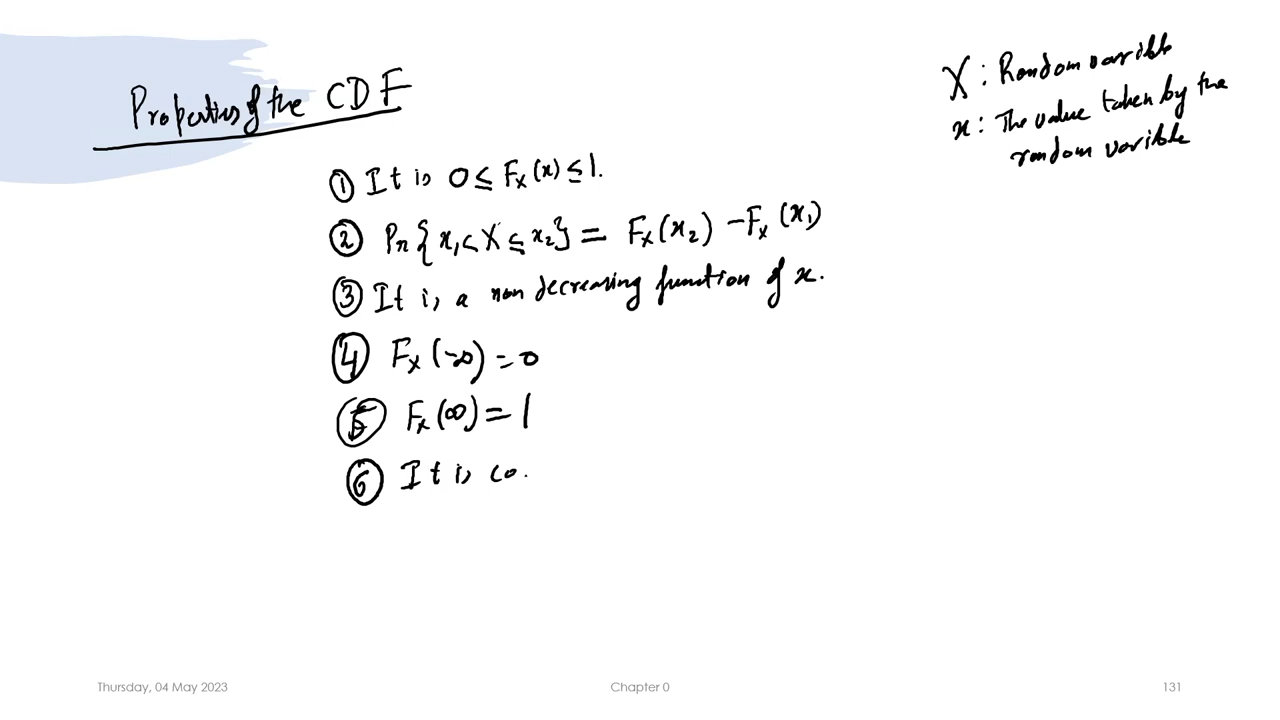 Properties of the CDF
X : Random varible
x : The value taken by the
random varible
① It is 0 ≤ Fx(x) ≤ 1.
② Pr{x₁ < X ≤ x₂} = Fx(x₂) - Fx(x₁)
③ It is a non decreasing function of x.
④ Fx(-∞) = 0
⑤ Fx(∞) = 1
⑥ It is co.
Thursday, 04 May 2023
Chapter 0
131